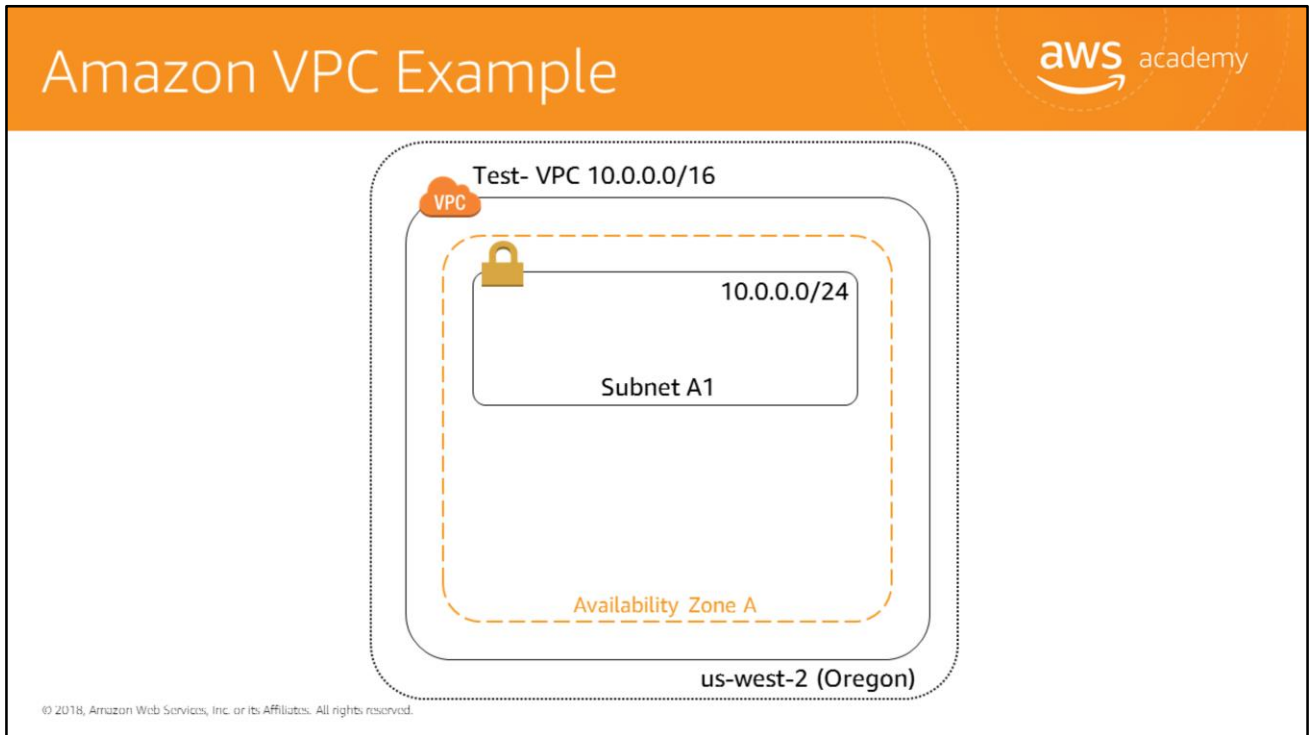 Amazon VPC Example
aws academy
Test- VPC 10.0.0.0/16
VPC
10.0.0.0/24
Subnet A1
Availability Zone A
us-west-2 (Oregon)
© 2018, Amazon Web Services, Inc. or its Affiliates. All rights reserved.